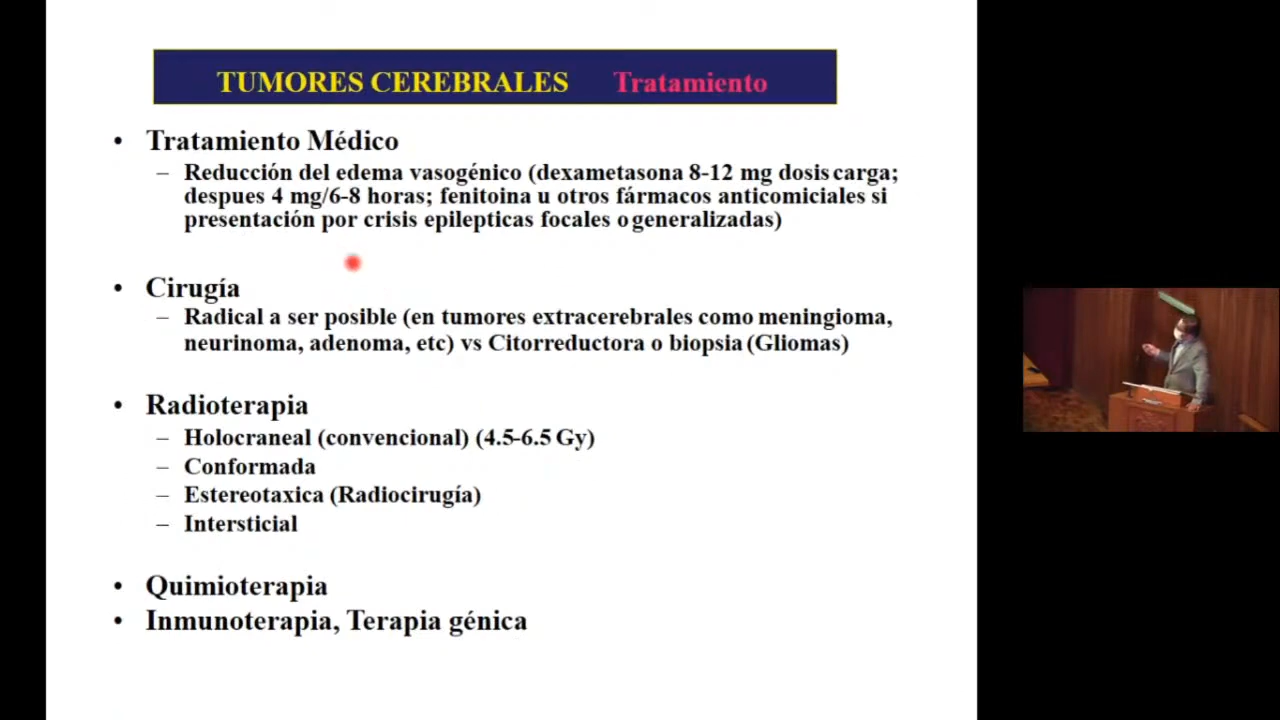 TUMORES CEREBRALES Tratamiento
• Tratamiento Médico
– Reducción del edema vasogénico (dexametasona 8-12 mg dosis carga;
despues 4 mg/6-8 horas; fenitoina u otros fármacos anticomiciales si
presentación por crisis epilepticas focales o generalizadas)
• Cirugía
– Radical a ser posible (en tumores extracerebrales como meningioma,
neurinoma, adenoma, etc) vs Citorreductora o biopsia (Gliomas)
• Radioterapia
– Holocraneal (convencional) (4.5-6.5 Gy)
– Conformada
– Estereotaxica (Radiocirugía)
– Intersticial
• Quimioterapia
• Inmunoterapia, Terapia génica